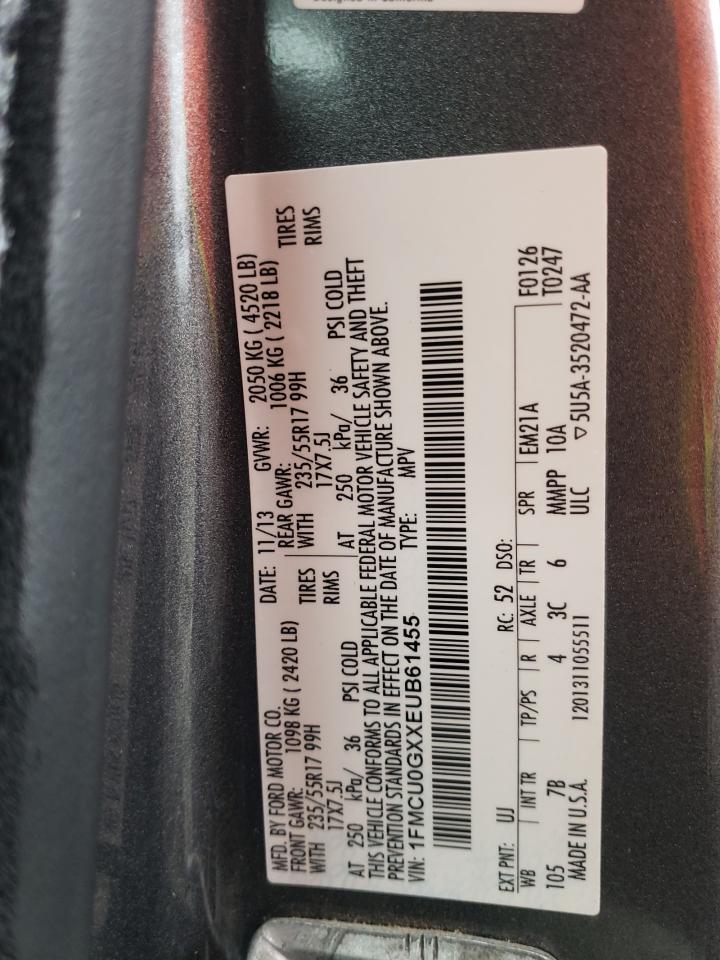 Designed in California
MFD. BY FORD MOTOR CO. DATE: 11/13 GVWR: 2050 KG ( 4520 LB)
FRONT GAWR: 1098 KG ( 2420 LB) REAR GAWR: 1006 KG ( 2218 LB)
WITH 235/55R17 99H TIRES WITH 235/55R17 99H TIRES
17X7.5J RIMS 17X7.5J RIMS
AT 250 kPa/ 36 PSI COLD AT 250 kPa/ 36 PSI COLD
THIS VEHICLE CONFORMS TO ALL APPLICABLE FEDERAL MOTOR VEHICLE SAFETY AND THEFT
PREVENTION STANDARDS IN EFFECT ON THE DATE OF MANUFACTURE SHOWN ABOVE.
VIN: 1FMCU0GXXEUB61455 TYPE: MPV
EXT PNT: UJ RC: 52 DSO:
WB INT TR TP/PS R AXLE TR SPR EM21A F0126
105 7B 4 3C 6 MMPP 10A T0247
MADE IN U.S.A. 1201311055511 ULC ▽ 5U5A-3520472-AA